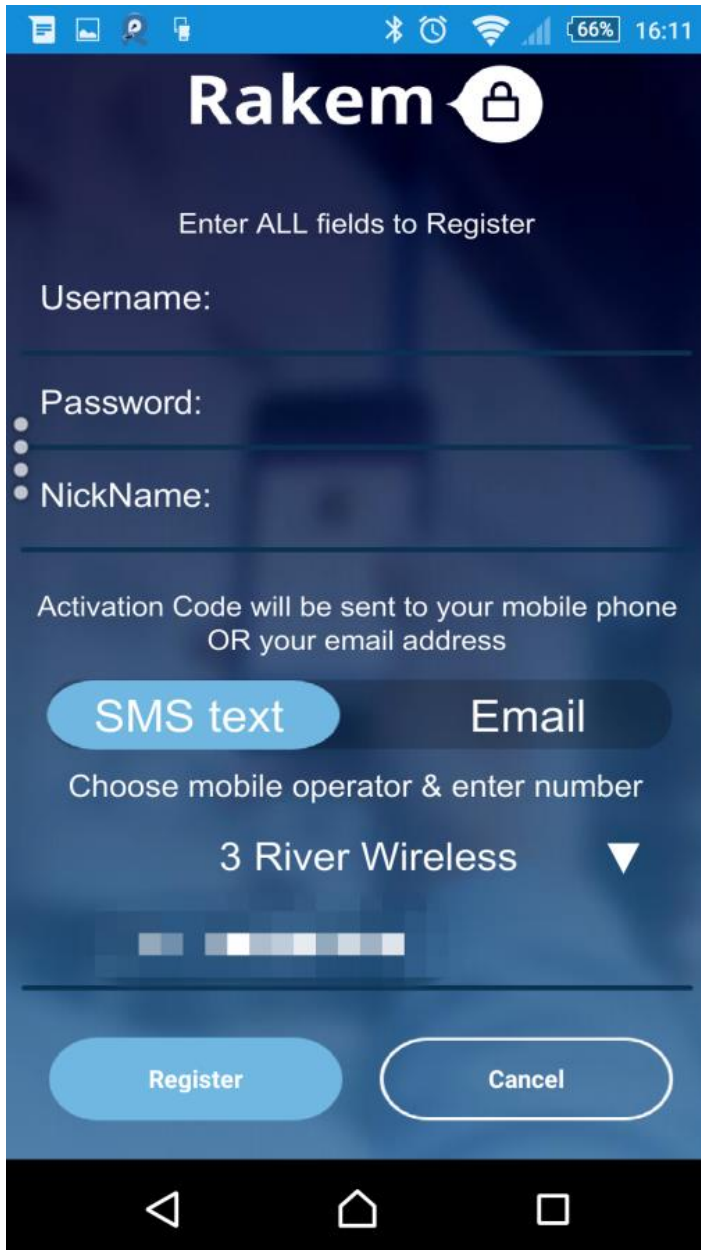 66% 16:11
Rakem
Enter ALL fields to Register
Username:
Password:
NickName:
Activation Code will be sent to your mobile phone
OR your email address
SMS text Email
Choose mobile operator & enter number
3 River Wireless
Register Cancel